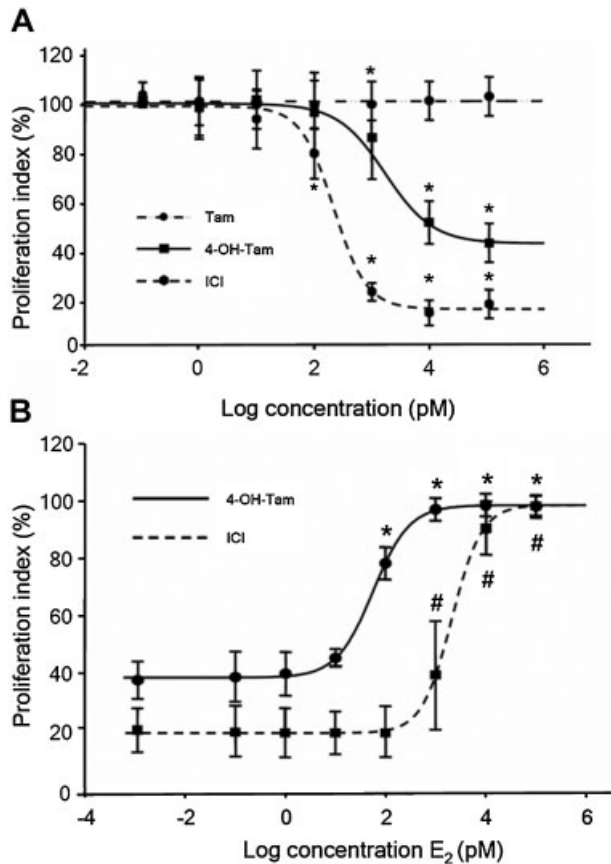 A
120
100
80
60
40
20
0
Proliferation index (%)
Tam
4-OH-Tam
ICI
*
*
*
*
*
*
*
-2 0 2 4 6
Log concentration (pM)
B
120
100
80
60
40
20
0
Proliferation index (%)
4-OH-Tam
ICI
*
*
*
*
#
#
#
-4 -2 0 2 4 6
Log concentration E₂ (pM)